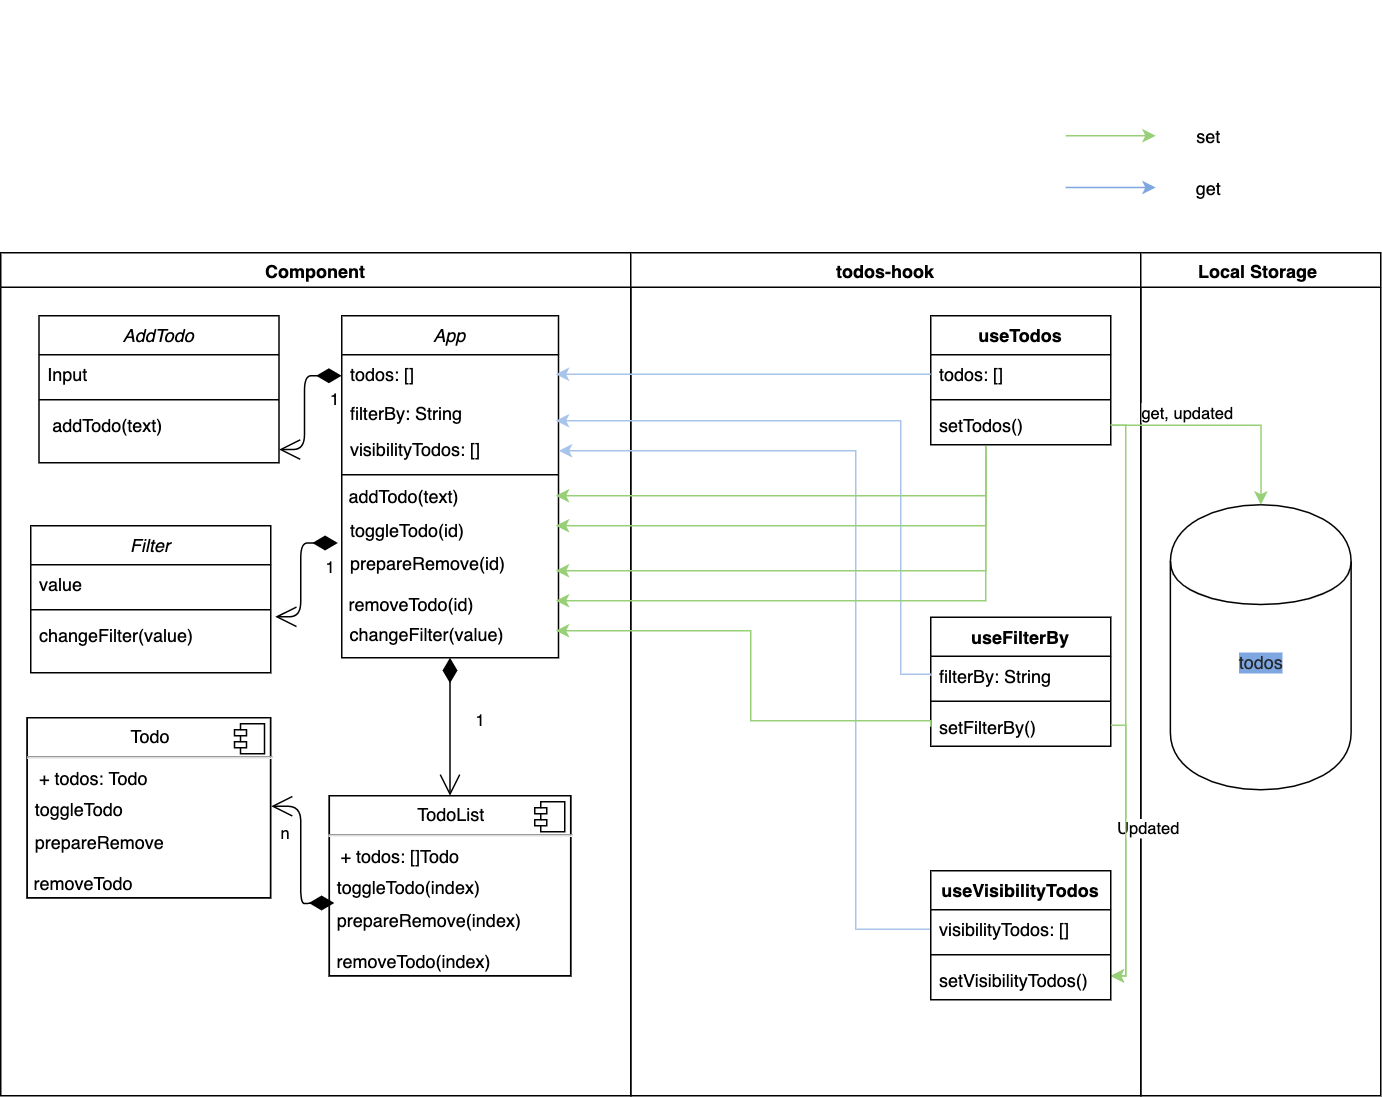 set
get
Component
todos-hook
Local Storage
AddTodo
Input
addTodo(text)
1
App
todos: []
filterBy: String
visibilityTodos: []
addTodo(text)
toggleTodo(id)
prepareRemove(id)
removeTodo(id)
changeFilter(value)
Filter
value
changeFilter(value)
1
1
Todo
+ todos: Todo
toggleTodo
prepareRemove
removeTodo
n
TodoList
+ todos: []Todo
toggleTodo(index)
prepareRemove(index)
removeTodo(index)
useTodos
todos: []
setTodos()
get, updated
useFilterBy
filterBy: String
setFilterBy()
Updated
useVisibilityTodos
visibilityTodos: []
setVisibilityTodos()
todos